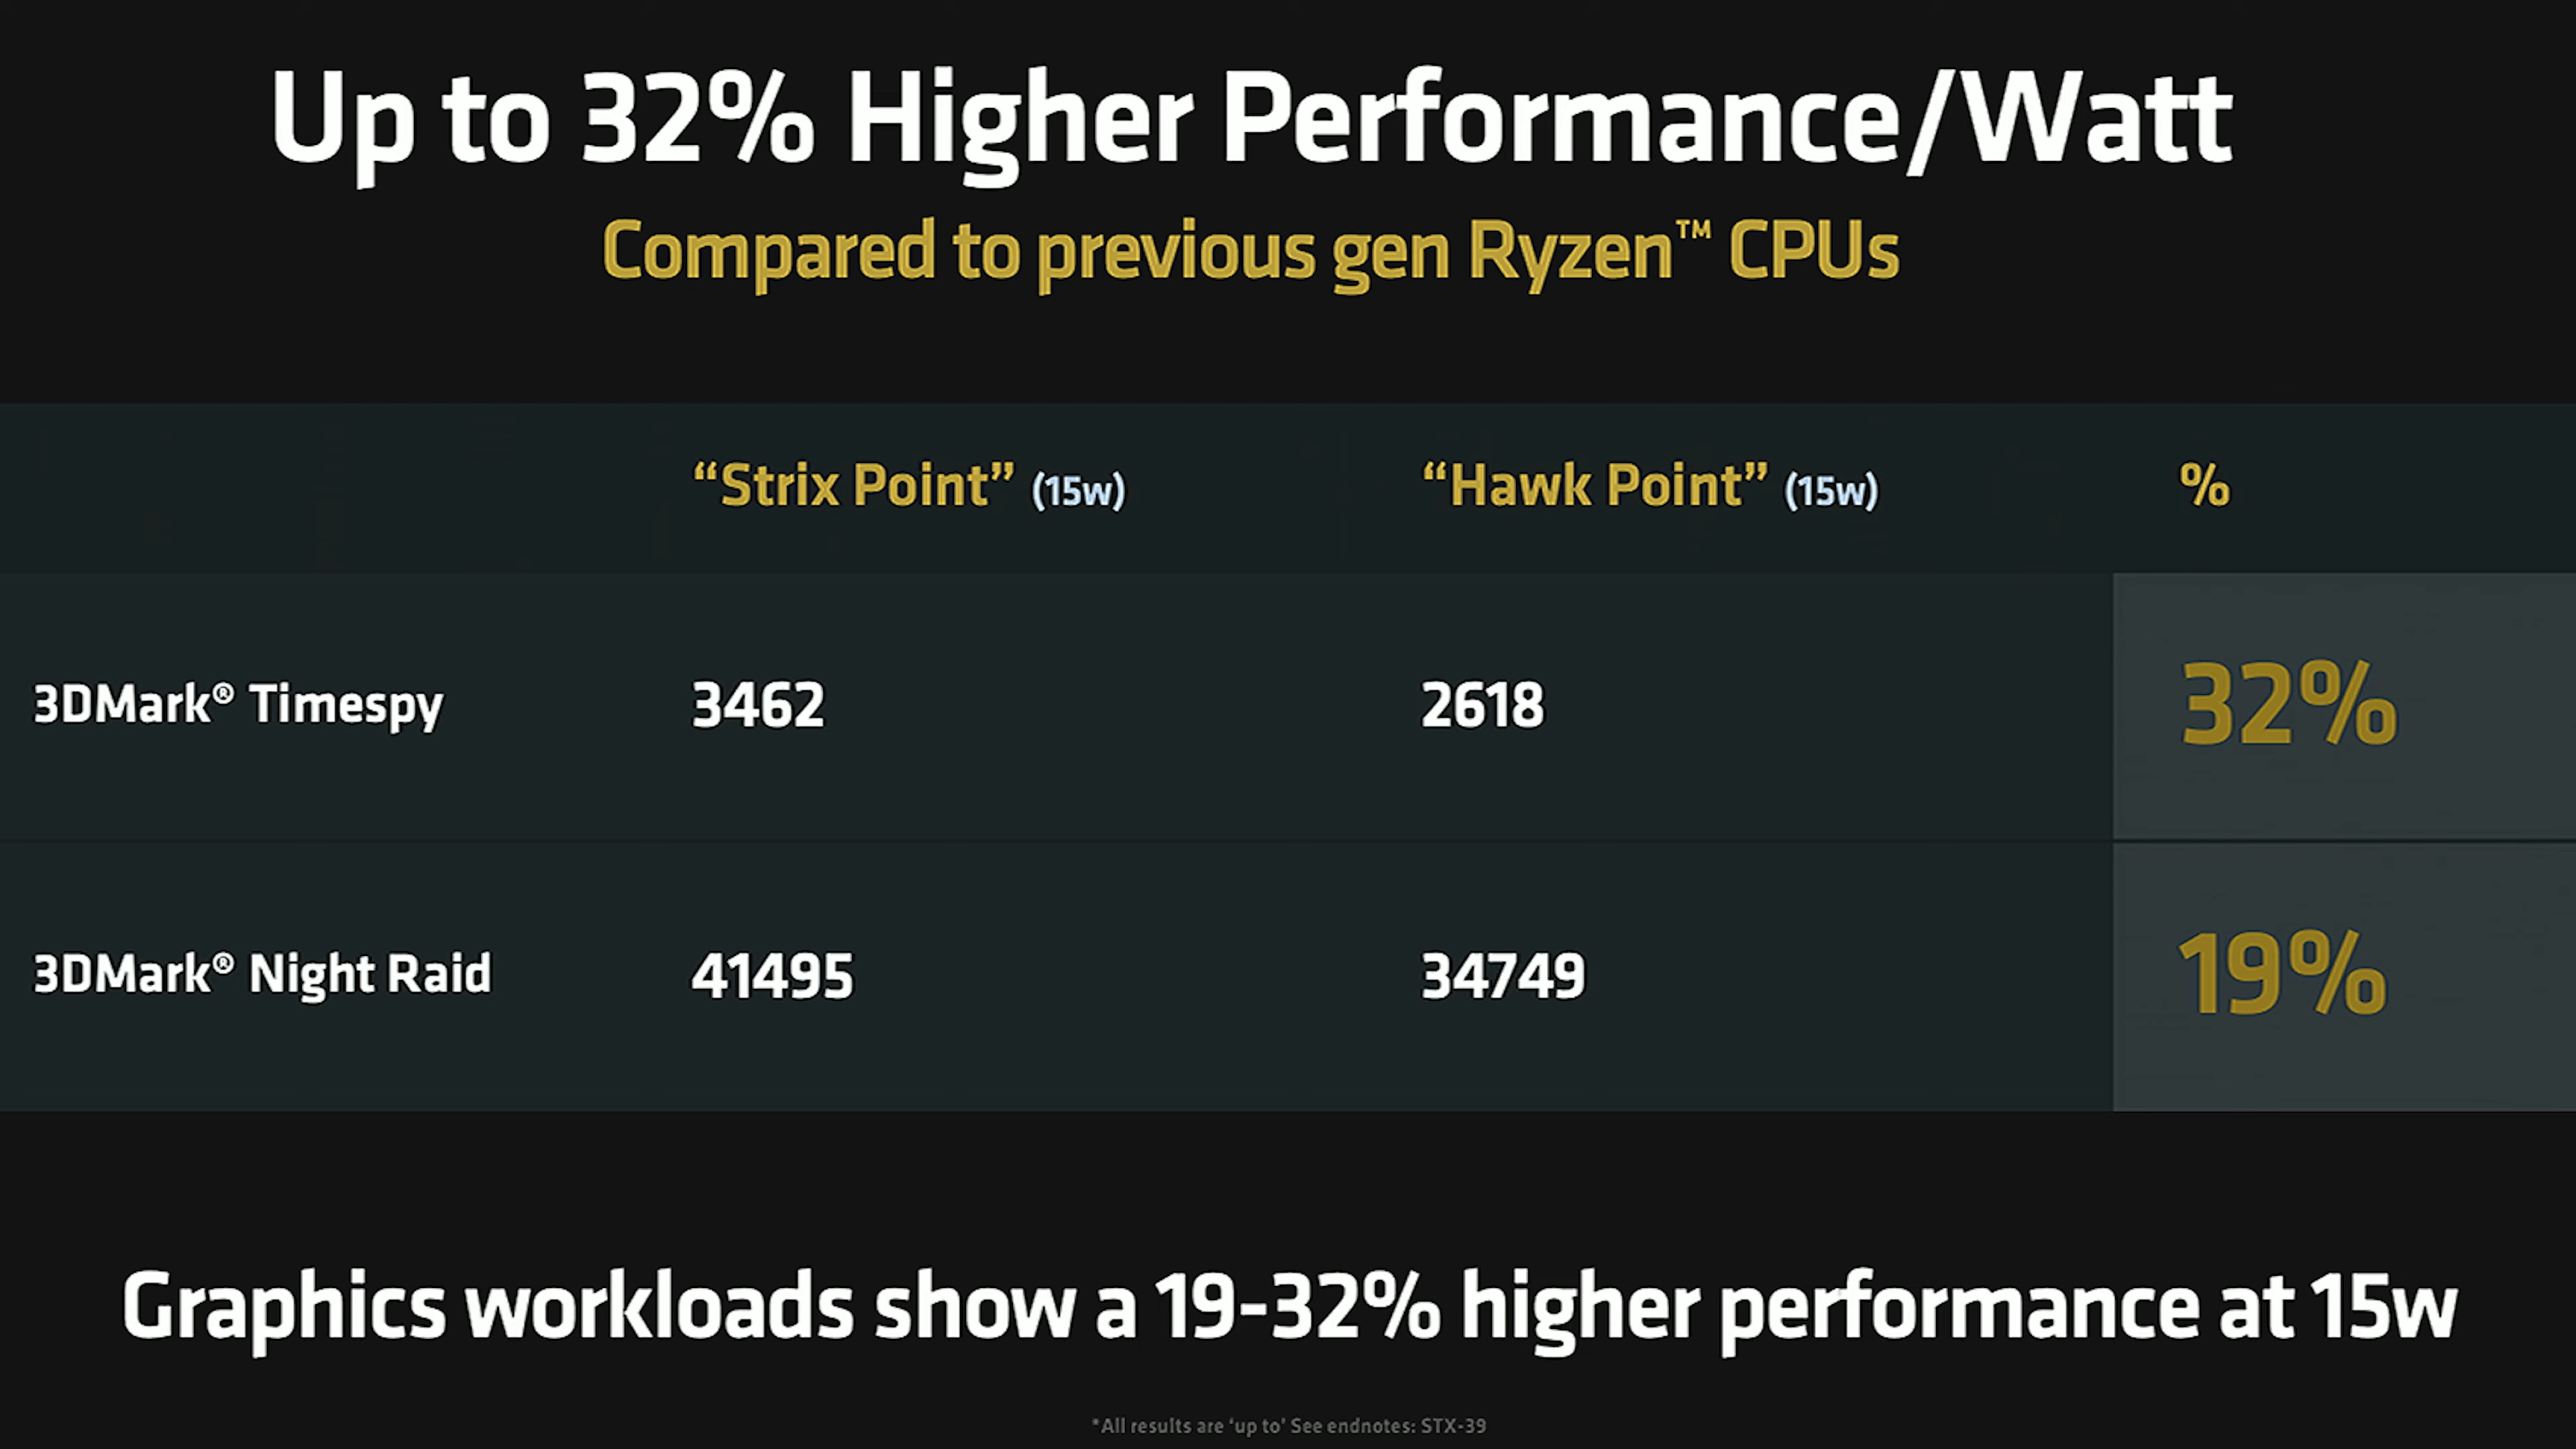 Up to 32% Higher Performance/Watt
Compared to previous gen Ryzen™ CPUs
“Strix Point” (15w) “Hawk Point” (15w) %
3DMark® Timespy 3462 2618 32%
3DMark® Night Raid 41495 34749 19%
Graphics workloads show a 19-32% higher performance at 15w
*All results are ‘up to’ See endnotes: STX-39